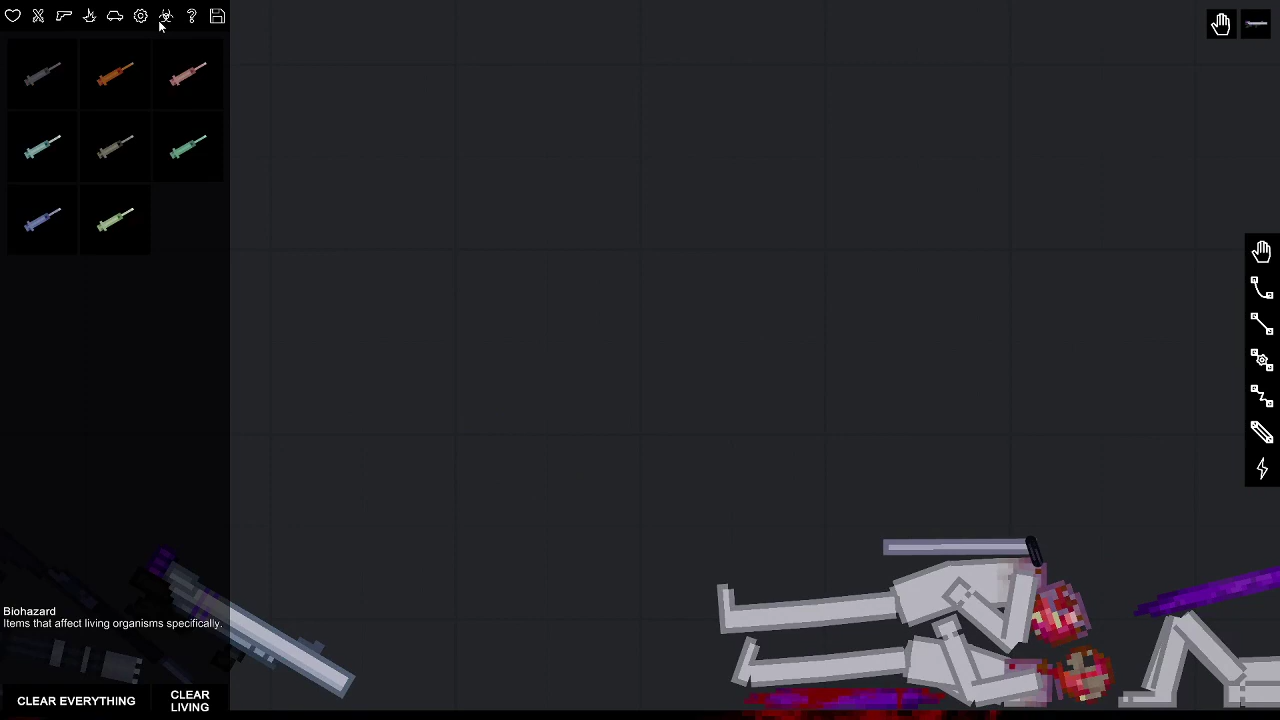 Biohazard
Items that affect living organisms specifically.
CLEAR EVERYTHING
CLEAR
LIVING